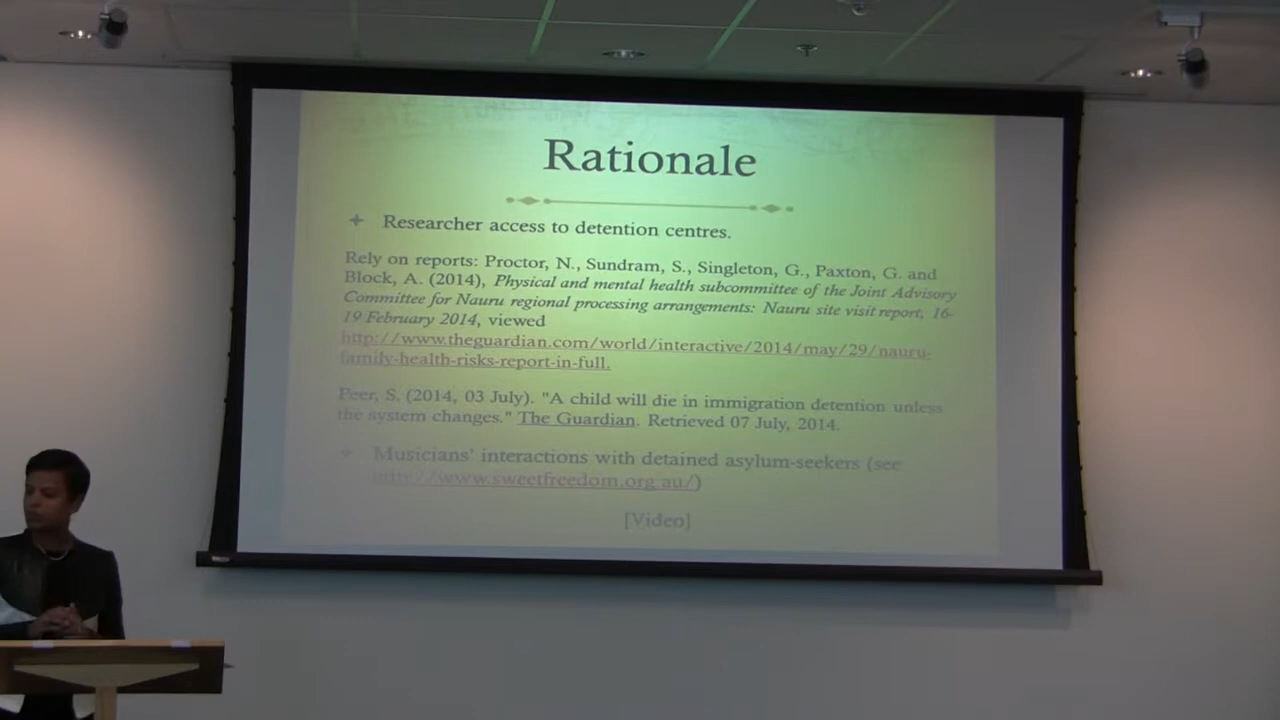 Rationale
Researcher access to detention centres.
Rely on reports: Proctor, N., Sundram, S., Singleton, G., Paxton, G. and
Block, A. (2014), Physical and mental health subcommittee of the Joint Advisory
Committee for Nauru regional processing arrangements: Nauru site visit report, 16-
19 February 2014, viewed
http://www.theguardian.com/world/interactive/2014/may/29/nauru-
family-health-risks-report-in-full.
Peer, S. (2014, 03 July). "A child will die in immigration detention unless
the system changes." The Guardian. Retrieved 07 July, 2014.
Musicians' interactions with detained asylum-seekers (see
http://www.sweetfreedom.org.au/)
[Video]